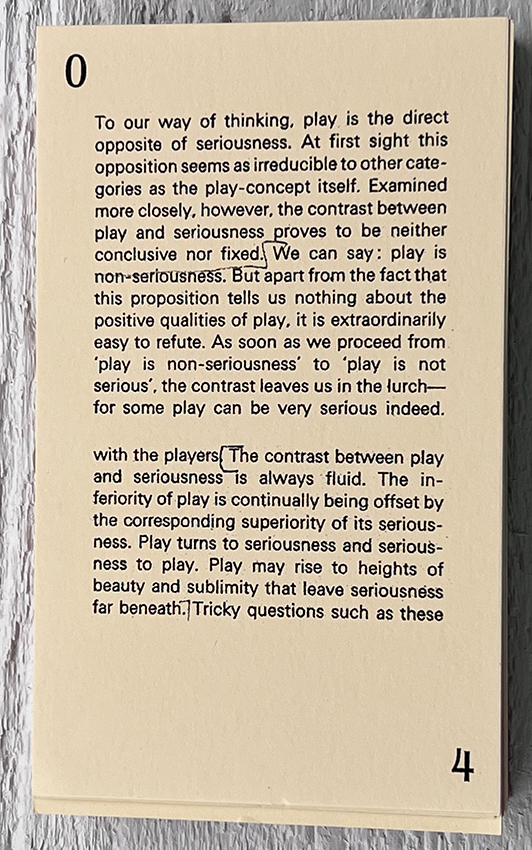 0
To our way of thinking, play is the direct
opposite of seriousness. At first sight this
opposition seems as irreducible to other cate-
gories as the play-concept itself. Examined
more closely, however, the contrast between
play and seriousness proves to be neither
conclusive nor fixed. We can say: play is
non-seriousness. But apart from the fact that
this proposition tells us nothing about the
positive qualities of play, it is extraordinarily
easy to refute. As soon as we proceed from
'play is non-seriousness' to 'play is not
serious', the contrast leaves us in the lurch—
for some play can be very serious indeed.
with the players. The contrast between play
and seriousness is always fluid. The in-
feriority of play is continually being offset by
the corresponding superiority of its serious-
ness. Play turns to seriousness and serious-
ness to play. Play may rise to heights of
beauty and sublimity that leave seriousness
far beneath. Tricky questions such as these
4